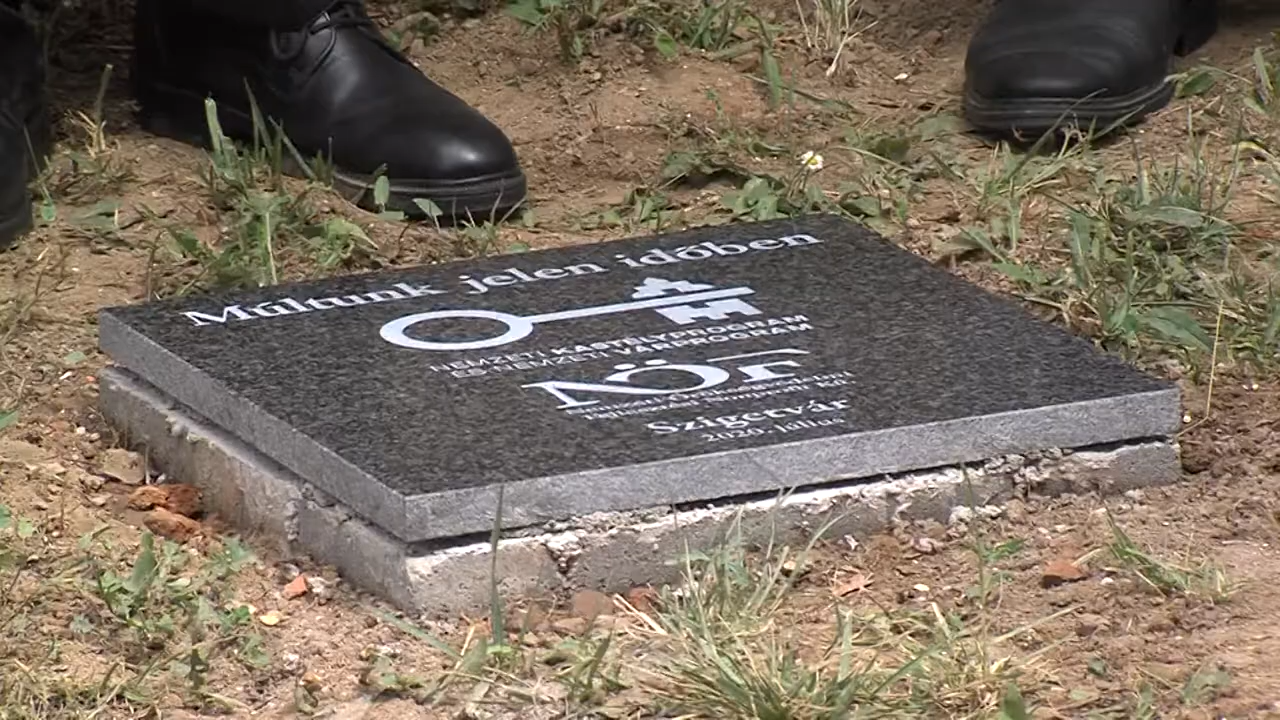 Múltunk jelen időben
NEMZETI KASTÉLYPROGRAM
ÉS NEMZETI VÁRPROGRAM
NÖF
Szigetvár
2020. július